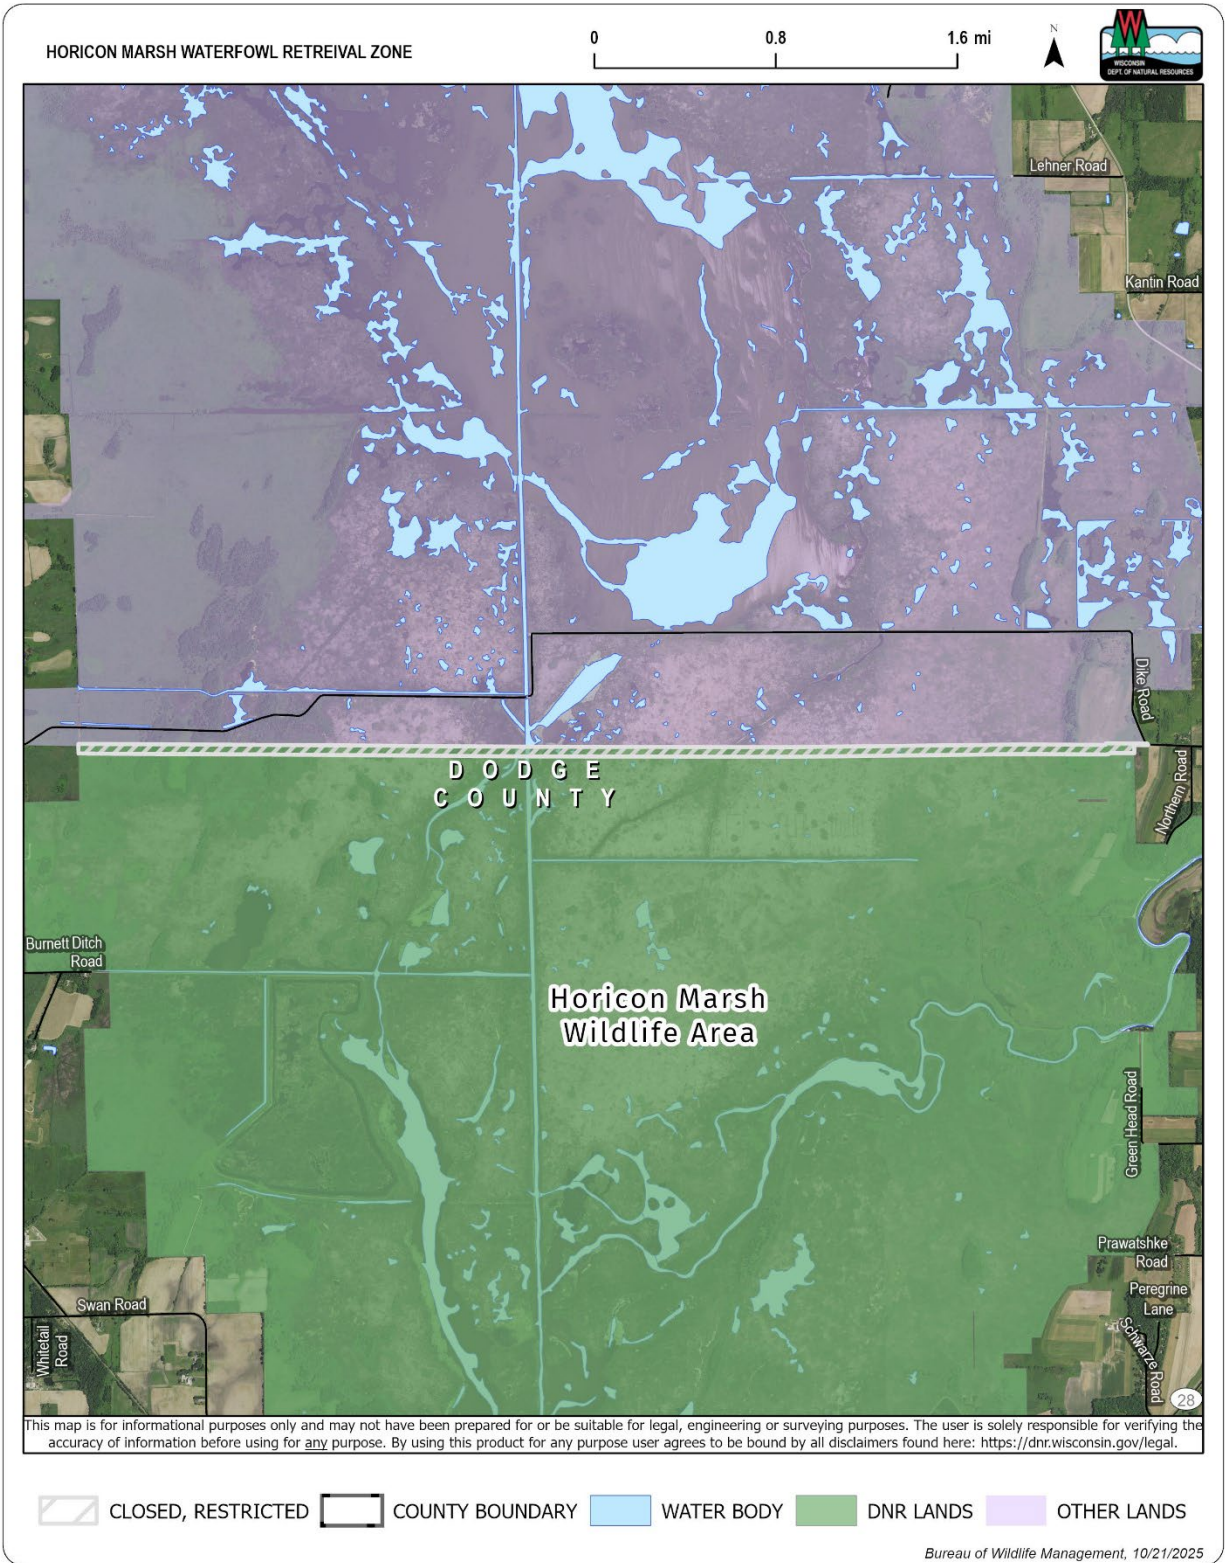 HORICON MARSH WATERFOWL RETREIVAL ZONE
0 0.8 1.6 mi
N
W
WISCONSIN
DEPT. OF NATURAL RESOURCES
Lehner Road
Kantin Road
Dike Road
D O D G E
C O U N T Y
Northern Road
Burnett Ditch
Road
Horicon Marsh
Wildlife Area
Green Head Road
Prawatshke
Road
Peregrine
Lane
Swan Road
Whitetail
Road
Schwarze Road
28
This map is for informational purposes only and may not have been prepared for or be suitable for legal, engineering or surveying purposes. The user is solely responsible for verifying the
accuracy of information before using for any purpose. By using this product for any purpose user agrees to be bound by all disclaimers found here: https://dnr.wisconsin.gov/legal.
CLOSED, RESTRICTED COUNTY BOUNDARY WATER BODY DNR LANDS OTHER LANDS
Bureau of Wildlife Management, 10/21/2025